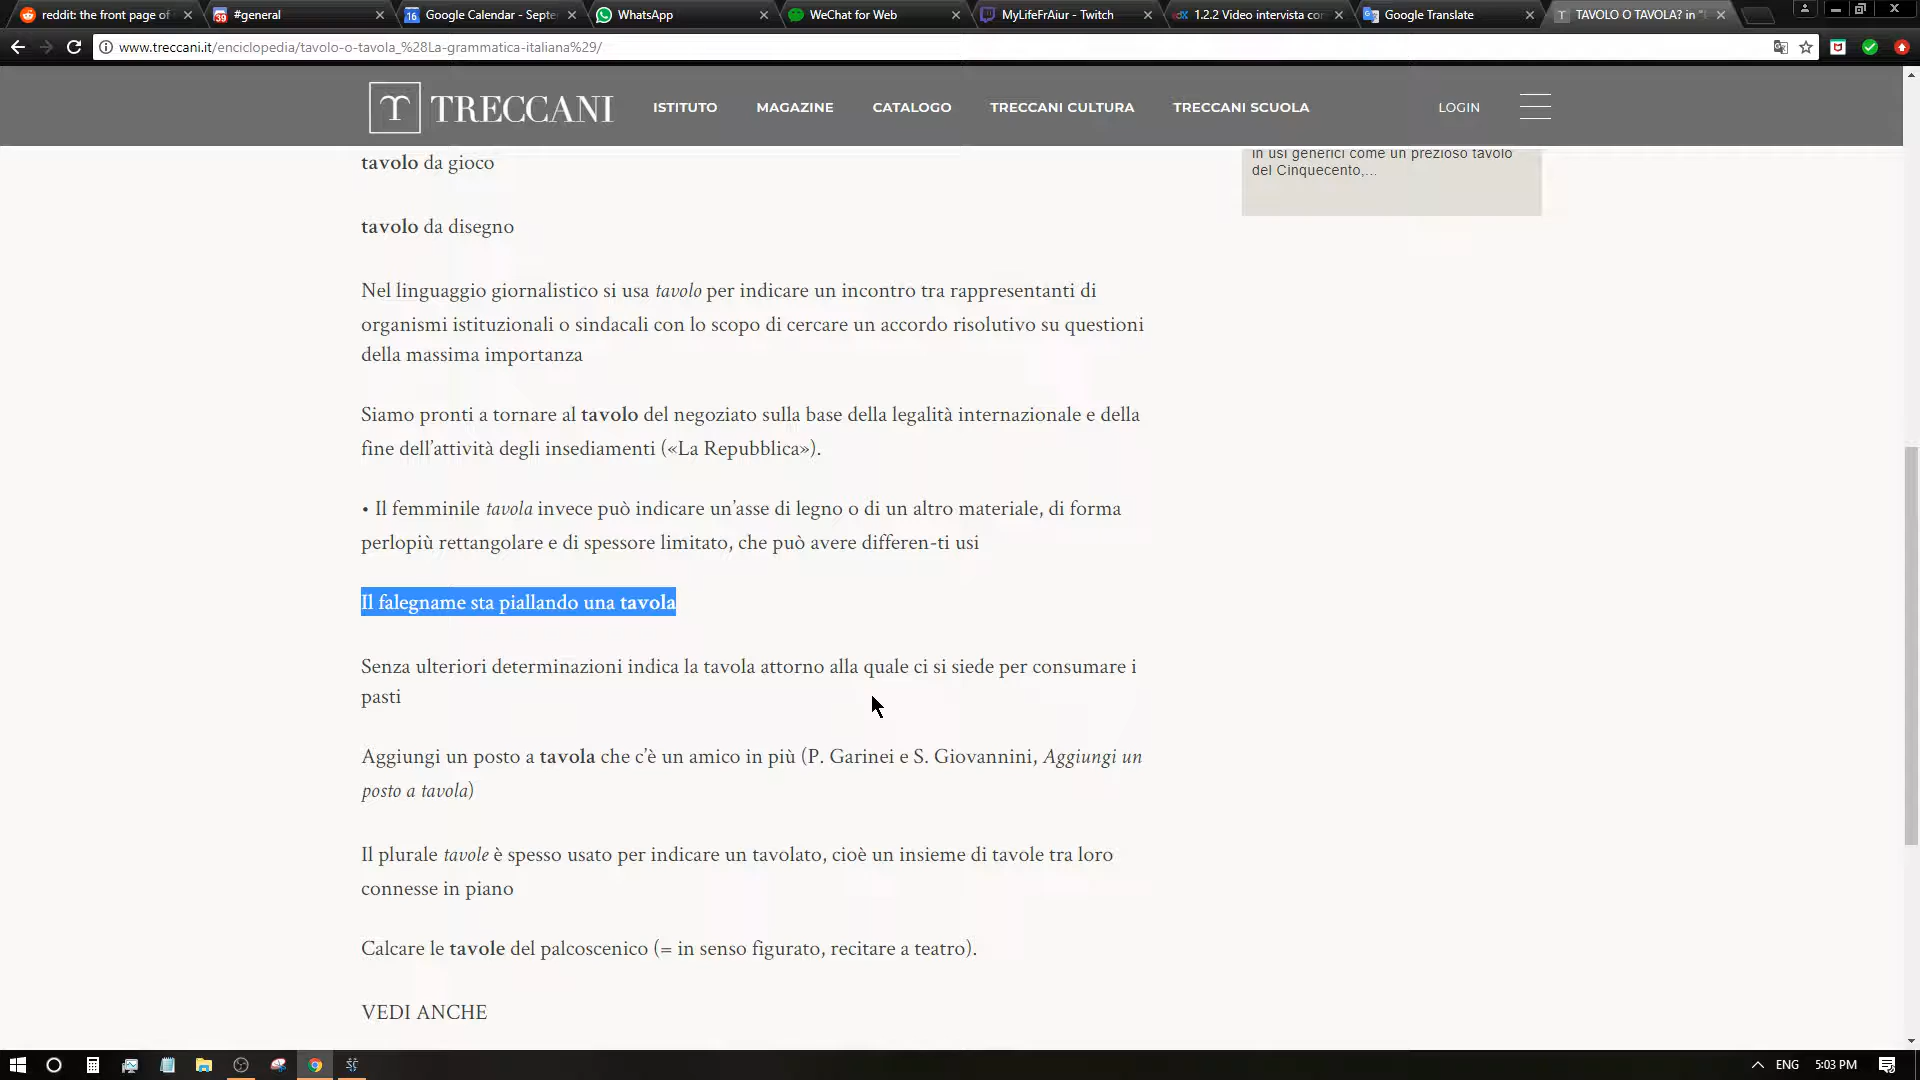 reddit: the front page of
#general
Google Calendar - Septe
WhatsApp
WeChat for Web
MyLifeFrAiur - Twitch
1.2.2 Video intervista con
Google Translate
TAVOLO O TAVOLA? in "L
www.treccani.it/enciclopedia/tavolo-o-tavola_%28La-grammatica-italiana%29/
TRECCANI
ISTITUTO
MAGAZINE
CATALOGO
TRECCANI CULTURA
TRECCANI SCUOLA
LOGIN
in usi generici come un prezioso tavolo
del Cinquecento,...
tavolo da gioco
tavolo da disegno
Nel linguaggio giornalistico si usa tavolo per indicare un incontro tra rappresentanti di
organismi istituzionali o sindacali con lo scopo di cercare un accordo risolutivo su questioni
della massima importanza
Siamo pronti a tornare al tavolo del negoziato sulla base della legalità internazionale e della
fine dell'attività degli insediamenti («La Repubblica»).
• Il femminile tavola invece può indicare un'asse di legno o di un altro materiale, di forma
perlopiù rettangolare e di spessore limitato, che può avere differen-ti usi
Il falegname sta piallando una tavola
Senza ulteriori determinazioni indica la tavola attorno alla quale ci si siede per consumare i
pasti
Aggiungi un posto a tavola che c'è un amico in più (P. Garinei e S. Giovannini, Aggiungi un
posto a tavola)
Il plurale tavole è spesso usato per indicare un tavolato, cioè un insieme di tavole tra loro
connesse in piano
Calcare le tavole del palcoscenico (= in senso figurato, recitare a teatro).
VEDI ANCHE
ENG
5:03 PM